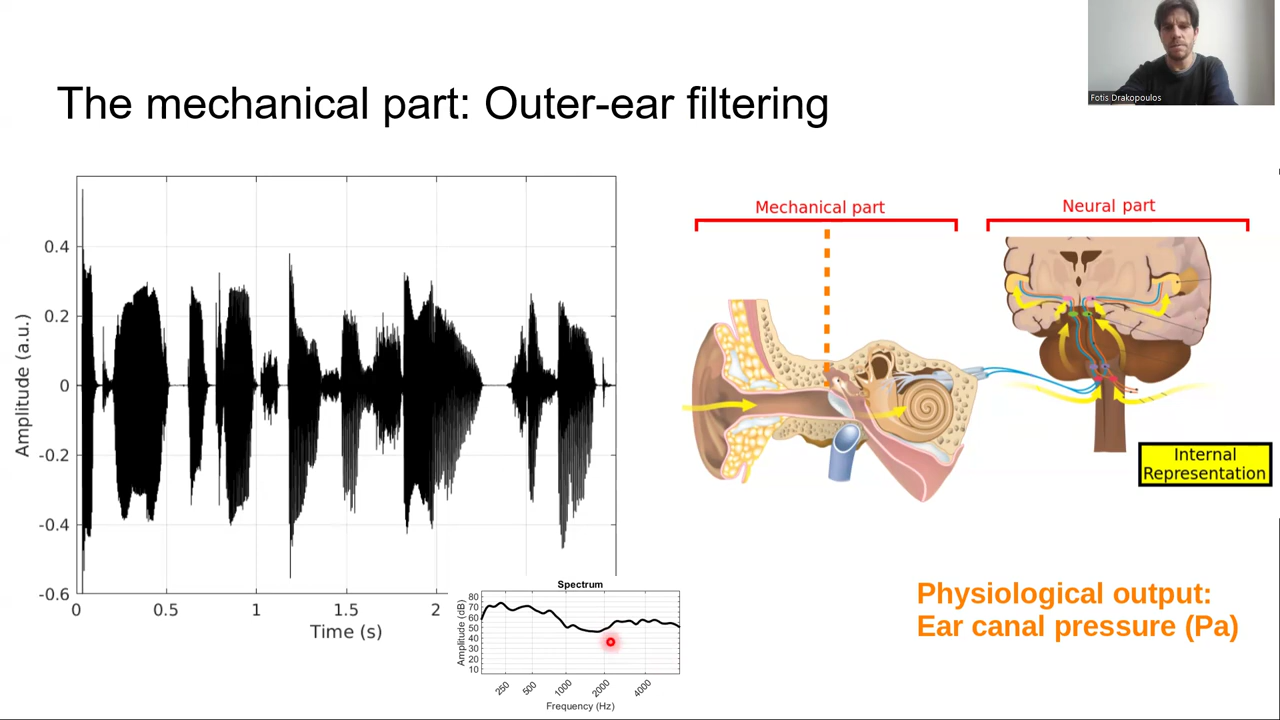 Fotis Drakopoulos
The mechanical part: Outer-ear filtering
Amplitude (a.u.)
0.4
0.2
0
-0.2
-0.4
-0.6
0 0.5 1 1.5 2
Time (s)
Mechanical part
Neural part
Internal
Representation
Spectrum
Amplitude (dB)
80
70
60
50
40
30
20
10
250 500 1000 2000 4000
Frequency (Hz)
Physiological output:
Ear canal pressure (Pa)